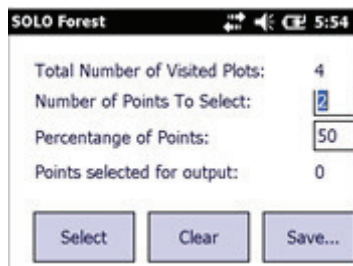 SOLO Forest 5:54
Total Number of Visited Plots: 4
Number of Points To Select: 2
Percentange of Points: 50
Points selected for output: 0
Select Clear Save...